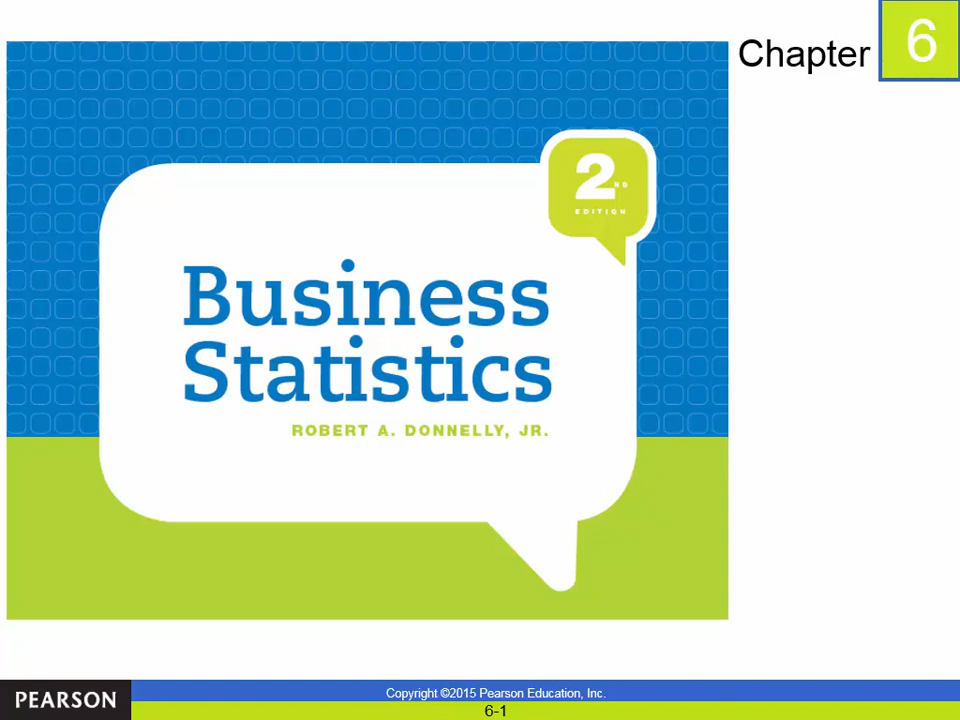 Chapter 6
2ND
EDITION
Business
Statistics
ROBERT A. DONNELLY, JR.
PEARSON
Copyright ©2015 Pearson Education, Inc.
6-1